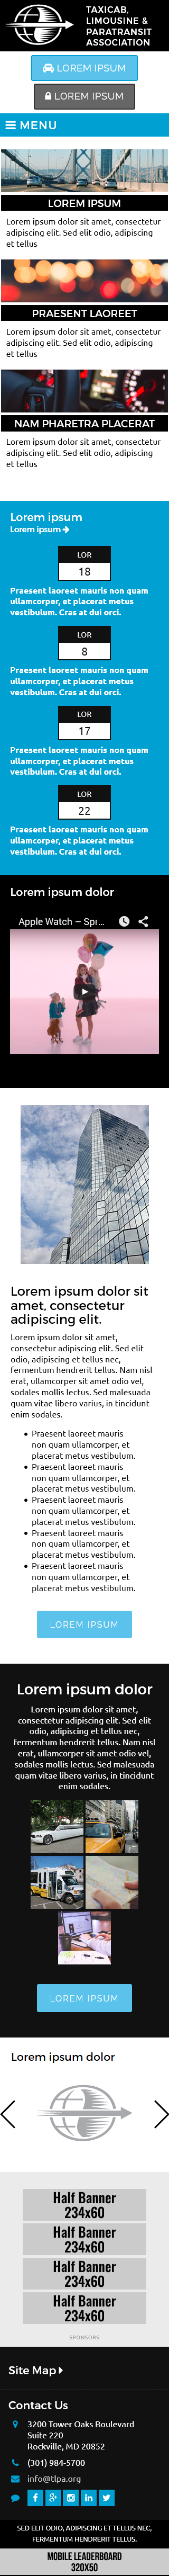 TAXICAB,
LIMOUSINE &
PARATRANSIT
ASSOCIATION
LOREM IPSUM
LOREM IPSUM
MENU
LOREM IPSUM
Lorem ipsum dolor sit amet, consectetur
adipiscing elit. Sed elit odio, adipiscing
et tellus
PRAESENT LAOREET
Lorem ipsum dolor sit amet, consectetur
adipiscing elit. Sed elit odio, adipiscing
et tellus
NAM PHARETRA PLACERAT
Lorem ipsum dolor sit amet, consectetur
adipiscing elit. Sed elit odio, adipiscing
et tellus
Lorem ipsum
Lorem ipsum
LOR
18
Praesent laoreet mauris non quam
ullamcorper, et placerat metus
vestibulum. Cras at dui orci.
LOR
8
Praesent laoreet mauris non quam
ullamcorper, et placerat metus
vestibulum. Cras at dui orci.
LOR
17
Praesent laoreet mauris non quam
ullamcorper, et placerat metus
vestibulum. Cras at dui orci.
LOR
22
Praesent laoreet mauris non quam
ullamcorper, et placerat metus
vestibulum. Cras at dui orci.
Lorem ipsum dolor
Apple Watch – Spr...
Lorem ipsum dolor sit
amet, consectetur
adipiscing elit.
Lorem ipsum dolor sit amet,
consectetur adipiscing elit. Sed elit
odio, adipiscing et tellus nec,
fermentum hendrerit tellus. Nam nisl
erat, ullamcorper sit amet odio vel,
sodales mollis lectus. Sed malesuada
quam vitae libero varius, in tincidunt
enim sodales.
• Praesent laoreet mauris
non quam ullamcorper, et
placerat metus vestibulum.
• Praesent laoreet mauris
non quam ullamcorper, et
placerat metus vestibulum.
• Praesent laoreet mauris
non quam ullamcorper, et
placerat metus vestibulum.
• Praesent laoreet mauris
non quam ullamcorper, et
placerat metus vestibulum.
• Praesent laoreet mauris
non quam ullamcorper, et
placerat metus vestibulum.
LOREM IPSUM
Lorem ipsum dolor
Lorem ipsum dolor sit amet,
consectetur adipiscing elit. Sed elit
odio, adipiscing et tellus nec,
fermentum hendrerit tellus. Nam nisl
erat, ullamcorper sit amet odio vel,
sodales mollis lectus. Sed malesuada
quam vitae libero varius, in tincidunt
enim sodales.
LOREM IPSUM
Lorem ipsum dolor
Half Banner
234x60
Half Banner
234x60
Half Banner
234x60
Half Banner
234x60
SPONSORS
Site Map
Contact Us
3200 Tower Oaks Boulevard
Suite 220
Rockville, MD 20852
(301) 984-5700
info@tlpa.org
SED ELIT ODIO, ADIPISCING ET TELLUS NEC,
FERMENTUM HENDRERIT TELLUS.
MOBILE LEADERBOARD
320X50